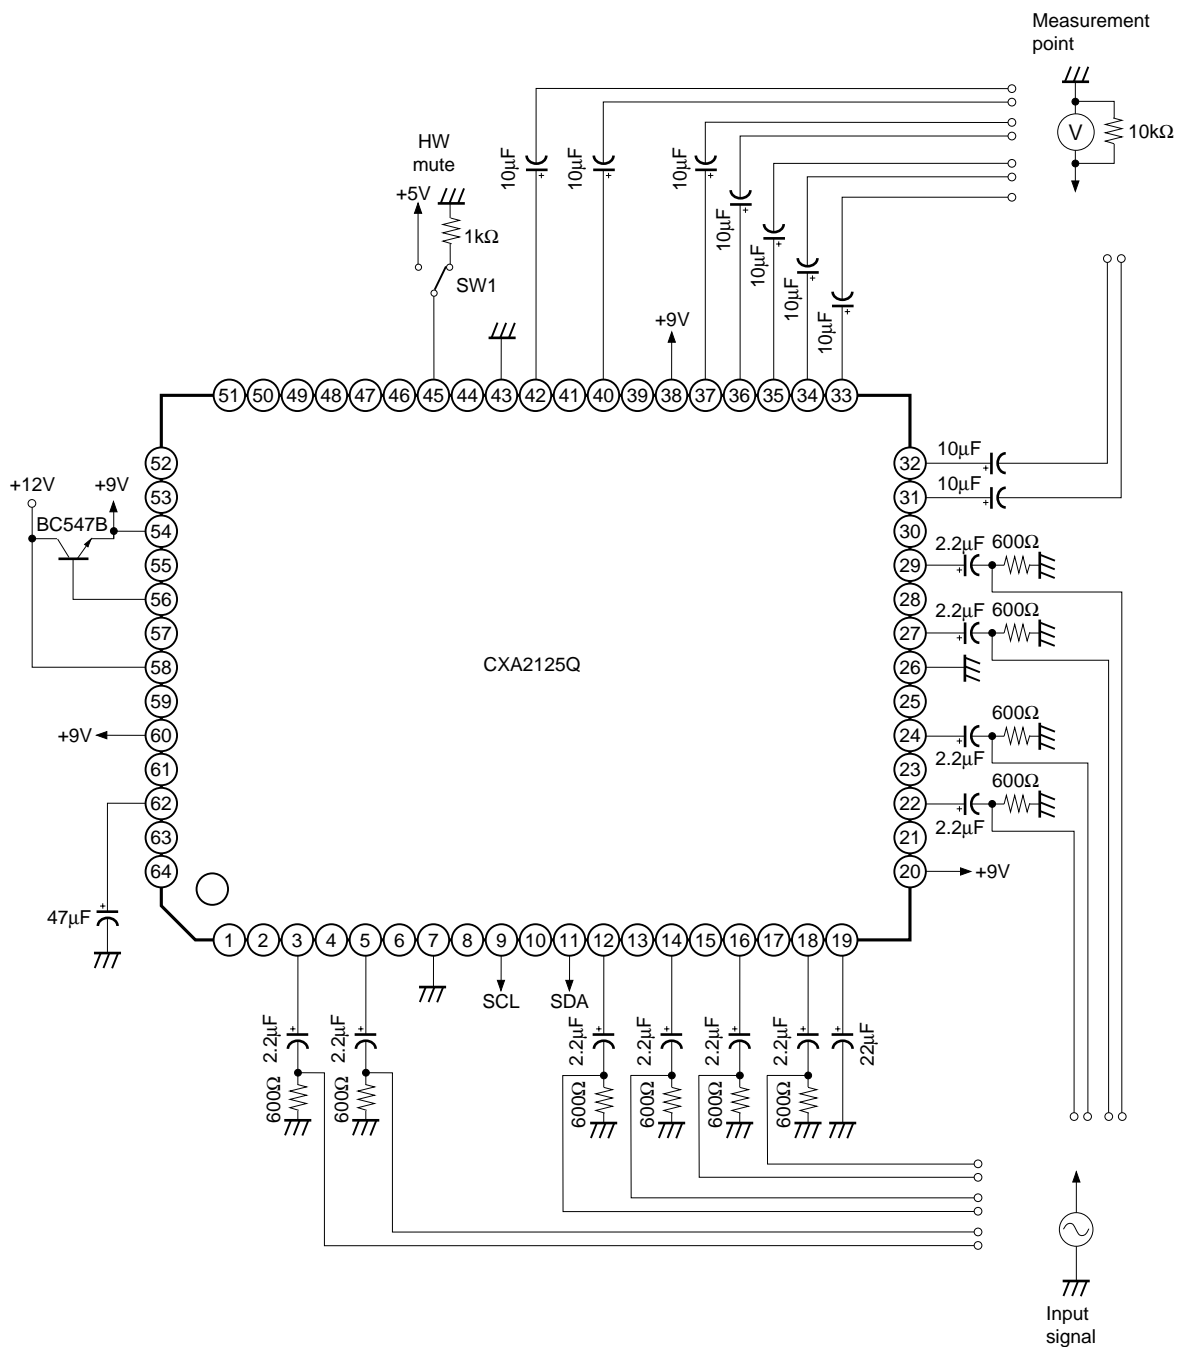 Measurement
point
V
10kΩ
HW
mute
+5V
1kΩ
SW1
10µF
10µF
10µF
10µF
10µF
10µF
10µF
+9V
51 50 49 48 47 46 45 44 43 42 41 40 39 38 37 36 35 34 33
52
53
54
55
56
57
58
59
60
61
62
63
64
+12V
+9V
BC547B
+9V
47µF
CXA2125Q
32
31
30
29
28
27
26
25
24
23
22
21
20
10µF
10µF
2.2µF 600Ω
2.2µF 600Ω
600Ω
2.2µF
600Ω
2.2µF
+9V
1 2 3 4 5 6 7 8 9 10 11 12 13 14 15 16 17 18 19
SCL
SDA
2.2µF
2.2µF
2.2µF
2.2µF
2.2µF
2.2µF
22µF
600Ω
600Ω
600Ω
600Ω
600Ω
600Ω
Input
signal